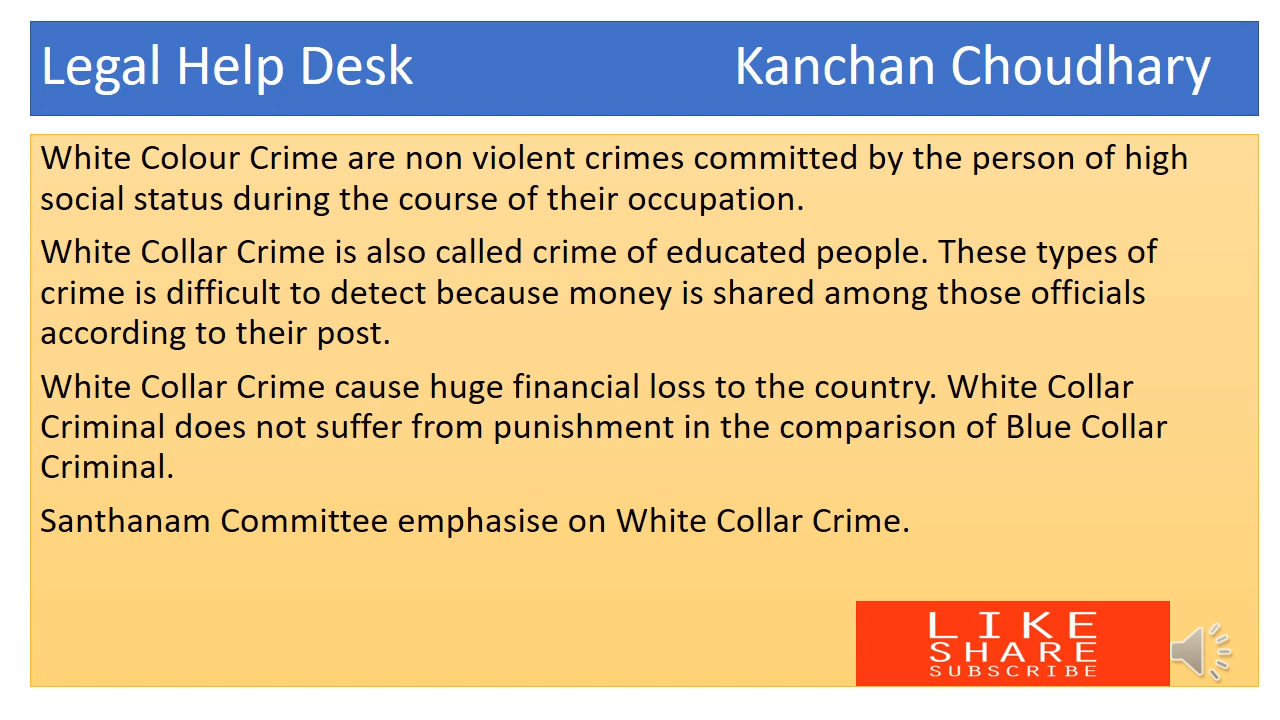 Legal Help Desk Kanchan Choudhary
White Colour Crime are non violent crimes committed by the person of high
social status during the course of their occupation.
White Collar Crime is also called crime of educated people. These types of
crime is difficult to detect because money is shared among those officials
according to their post.
White Collar Crime cause huge financial loss to the country. White Collar
Criminal does not suffer from punishment in the comparison of Blue Collar
Criminal.
Santhanam Committee emphasise on White Collar Crime.
LIKE
SHARE
SUBSCRIBE